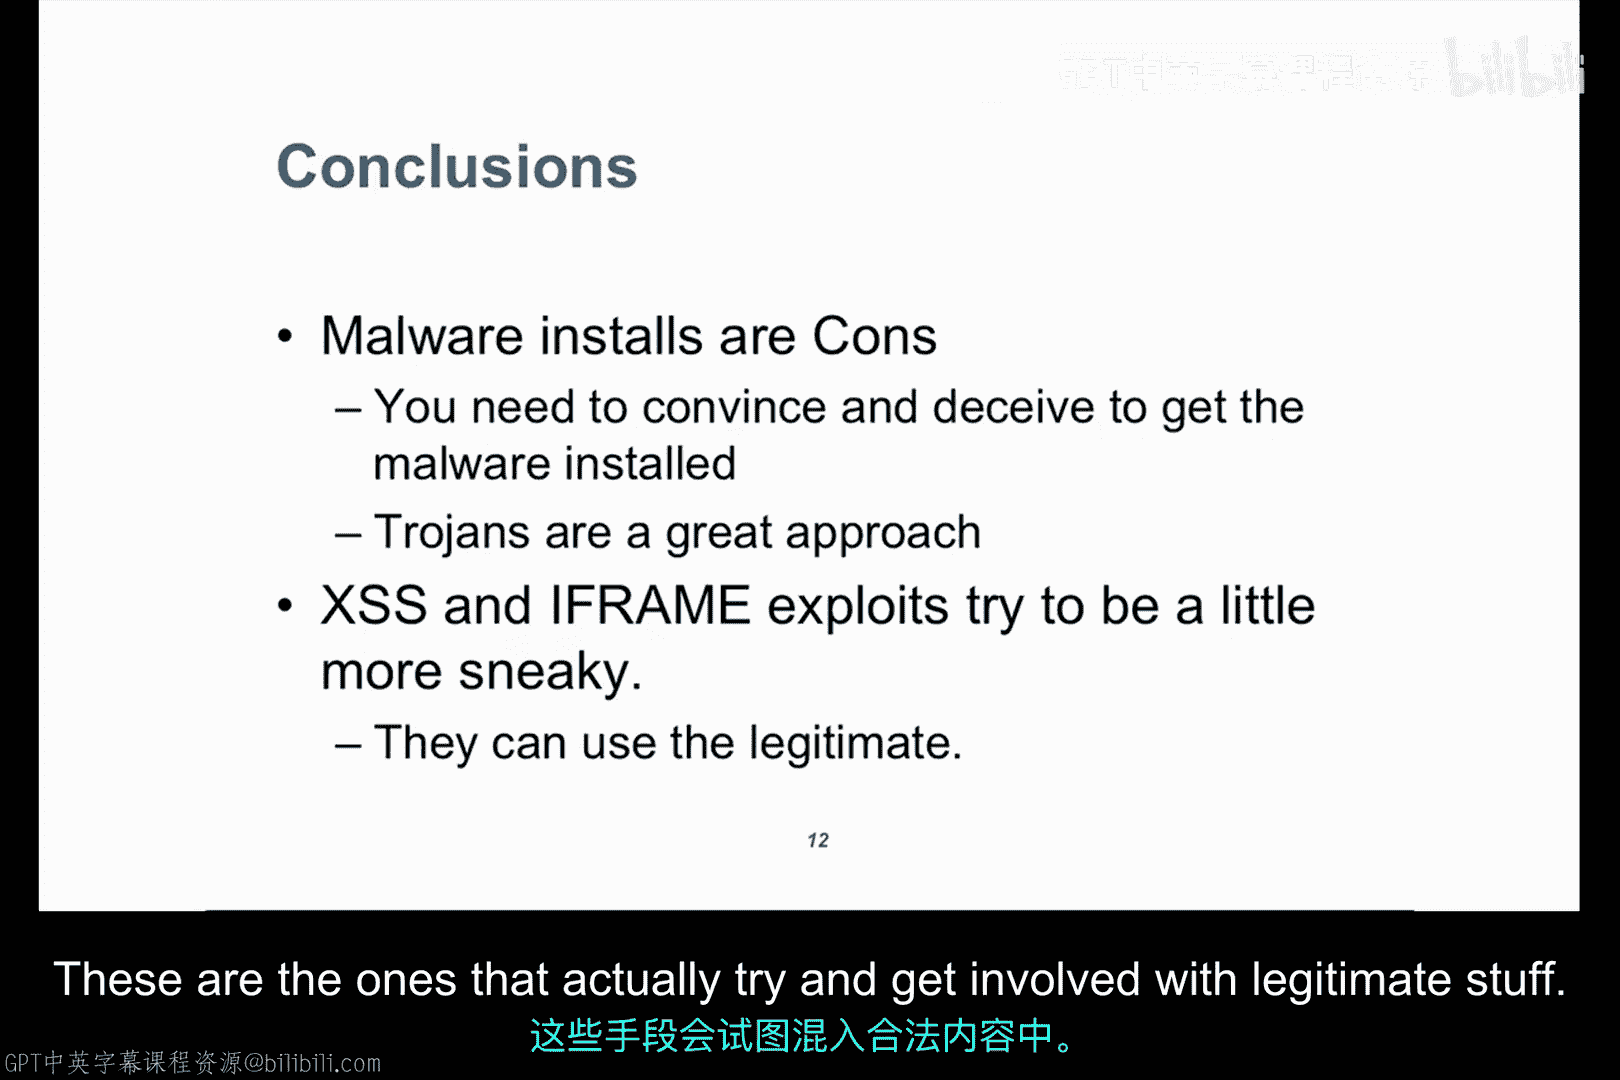 bilibili
Conclusions
• Malware installs are Cons
– You need to convince and deceive to get the
malware installed
– Trojans are a great approach
• XSS and IFRAME exploits try to be a little
more sneaky.
– They can use the legitimate.
12
These are the ones that actually try and get involved with legitimate stuff.
这些手段会试图混入合法内容中。
GPT中英字幕课程资源@bilibili.com